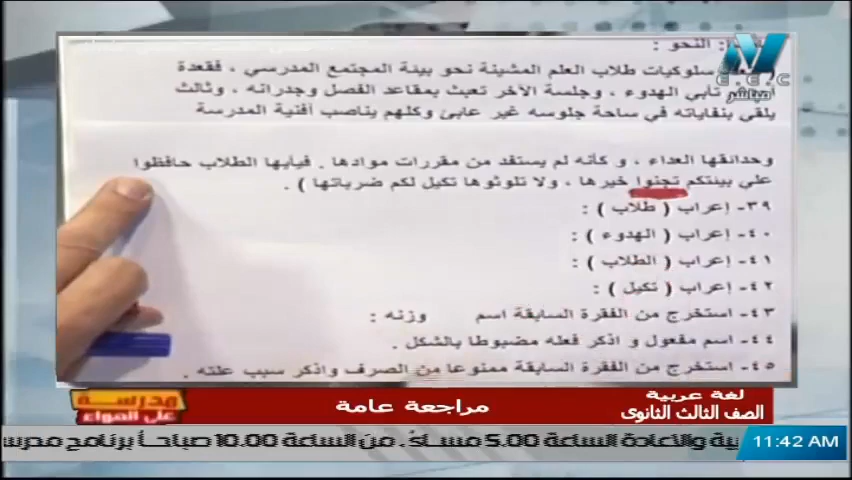 النحو :
سلوكيات طلاب العلم المشينة نحو بيئة المجتمع المدرسي ، فقعدة
تأبي الهدوء ، وجلسة الآخر تعبث بمقاعد الفصل وجدرانه . وثالث
يلقي بنفاياته في ساحة جلوسه غير عابئ وكلهم يناصب أفنية المدرسة
وحدائقها العداء ، و كأنه لم يستفد من مقررات موادها . فيأيها الطلاب حافظوا
علي بيئتكم تجنوا خيرها ، ولا تلوثوها تكيل لكم ضرباتها ) .
٣٩- إعراب ( طلاب ) :
٤٠- إعراب ( الهدوء ) :
٤١- إعراب ( الطلاب ) :
٤٢- إعراب ( تكيل ) :
٤٣- استخرج من الفقرة السابقة اسم وزنه :
٤٤- اسم مفعول و اذكر فعله مضبوطا بالشكل .
٤٥- استخرج من الفقرة السابقة ممنوعا من الصرف واذكر سبب علته .
E.E.C
مباشر
لغة عربية
الصف الثالث الثانوى
مراجعة عامة
مدرسة
على الهواء
والأعادة الساعة 5.00 مساءً . من الساعة 10.00 صباحاً برنامج
11:42 AM